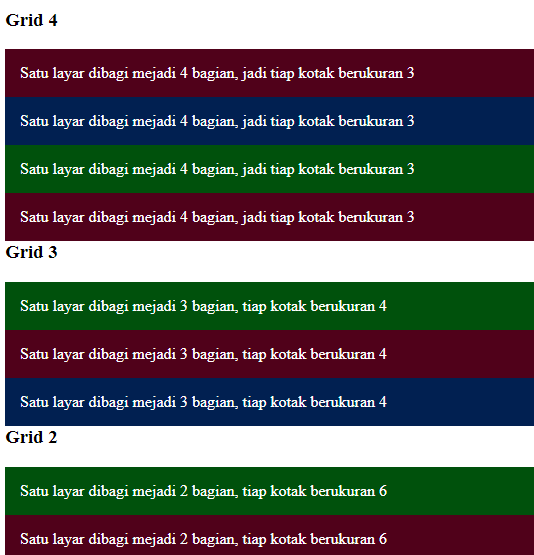 Grid 4
Satu layar dibagi mejadi 4 bagian, jadi tiap kotak berukuran 3
Satu layar dibagi mejadi 4 bagian, jadi tiap kotak berukuran 3
Satu layar dibagi mejadi 4 bagian, jadi tiap kotak berukuran 3
Satu layar dibagi mejadi 4 bagian, jadi tiap kotak berukuran 3
Grid 3
Satu layar dibagi mejadi 3 bagian, tiap kotak berukuran 4
Satu layar dibagi mejadi 3 bagian, tiap kotak berukuran 4
Satu layar dibagi mejadi 3 bagian, tiap kotak berukuran 4
Grid 2
Satu layar dibagi mejadi 2 bagian, tiap kotak berukuran 6
Satu layar dibagi mejadi 2 bagian, tiap kotak berukuran 6